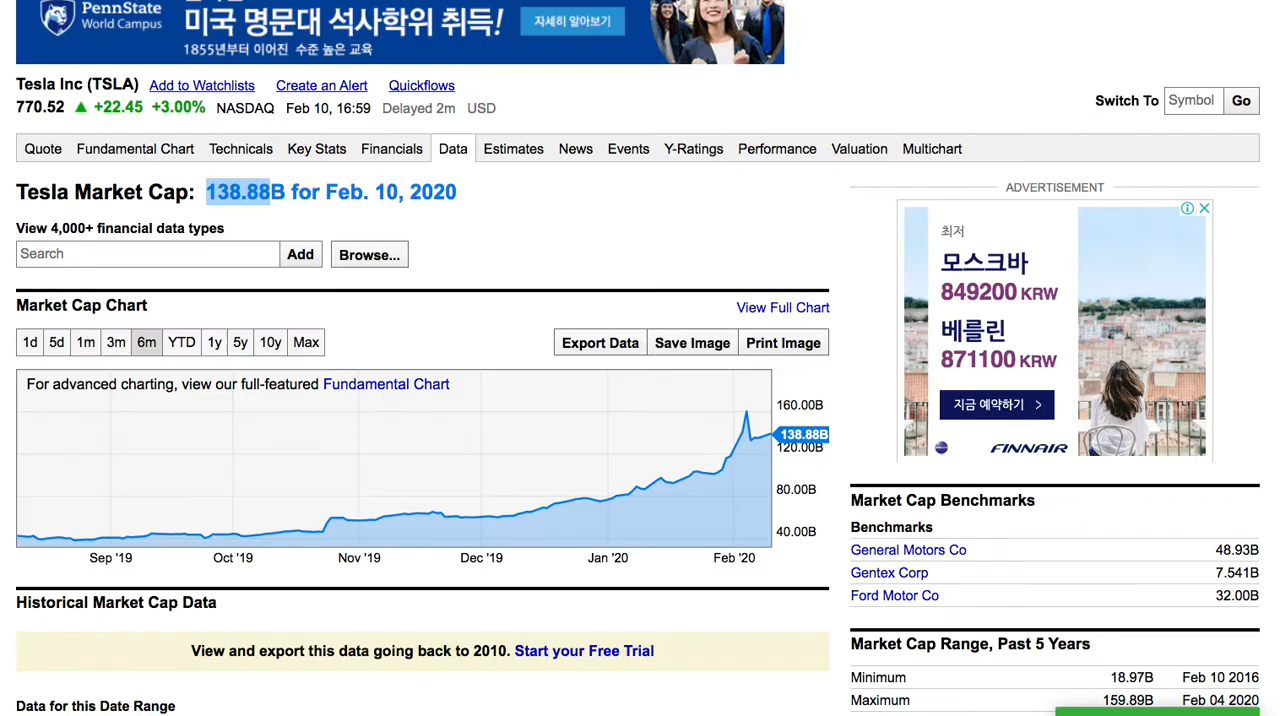 PennState
World Campus
미국 명문대 석사학위 취득!
자세히 알아보기
1855년부터 이어진 수준 높은 교육
Tesla Inc (TSLA) Add to Watchlists Create an Alert Quickflows
770.52 ▲ +22.45 +3.00% NASDAQ Feb 10, 16:59 Delayed 2m USD
Switch To Symbol Go
Quote Fundamental Chart Technicals Key Stats Financials Data Estimates News Events Y-Ratings Performance Valuation Multichart
Tesla Market Cap: 138.88B for Feb. 10, 2020
View 4,000+ financial data types
Search Add Browse...
Market Cap Chart View Full Chart
1d 5d 1m 3m 6m YTD 1y 5y 10y Max Export Data Save Image Print Image
For advanced charting, view our full-featured Fundamental Chart
160.00B
138.88B
120.00B
80.00B
40.00B
Sep '19 Oct '19 Nov '19 Dec '19 Jan '20 Feb '20
Historical Market Cap Data
View and export this data going back to 2010. Start your Free Trial
Data for this Date Range
ADVERTISEMENT
최저
모스크바
849200 KRW
베를린
871100 KRW
지금 예약하기 >
FINNAIR
Market Cap Benchmarks
Benchmarks
General Motors Co 48.93B
Gentex Corp 7.541B
Ford Motor Co 32.00B
Market Cap Range, Past 5 Years
Minimum 18.97B Feb 10 2016
Maximum 159.89B Feb 04 2020